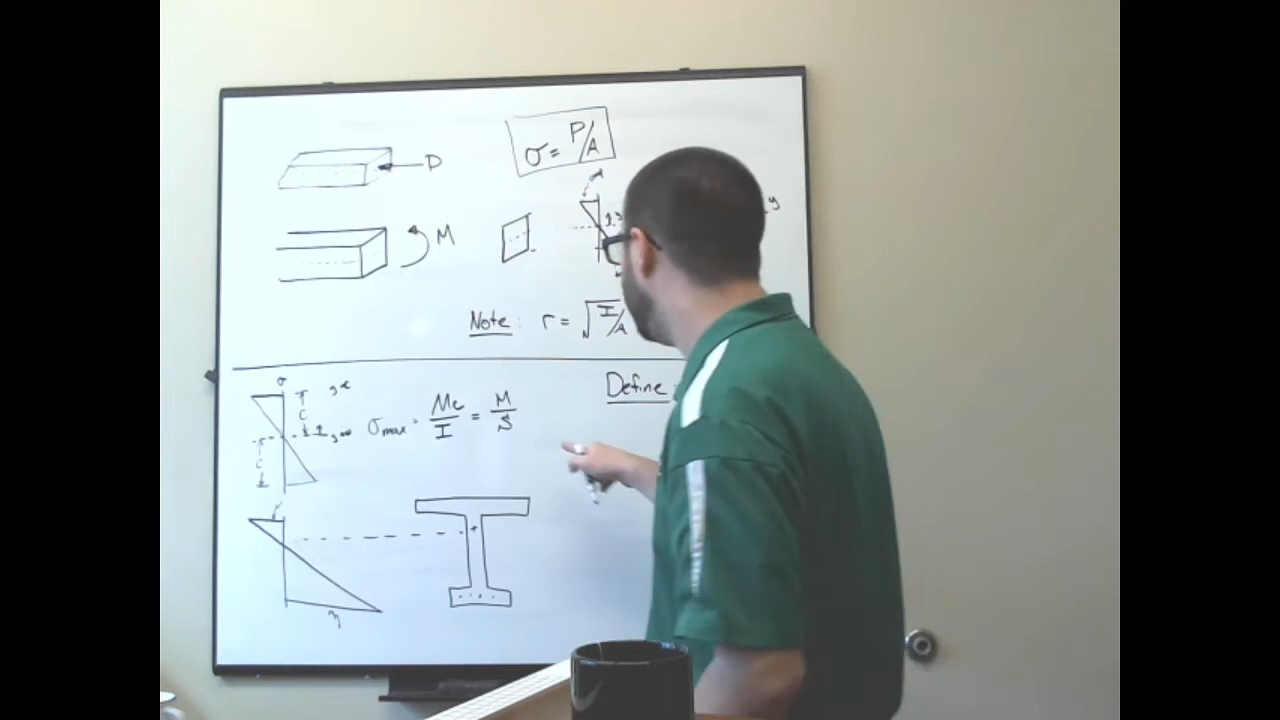 σ = P/A
D
M
y
Note: r = √I/A
Define:
σ
c
σmax = Mc/I = M/S
c
η